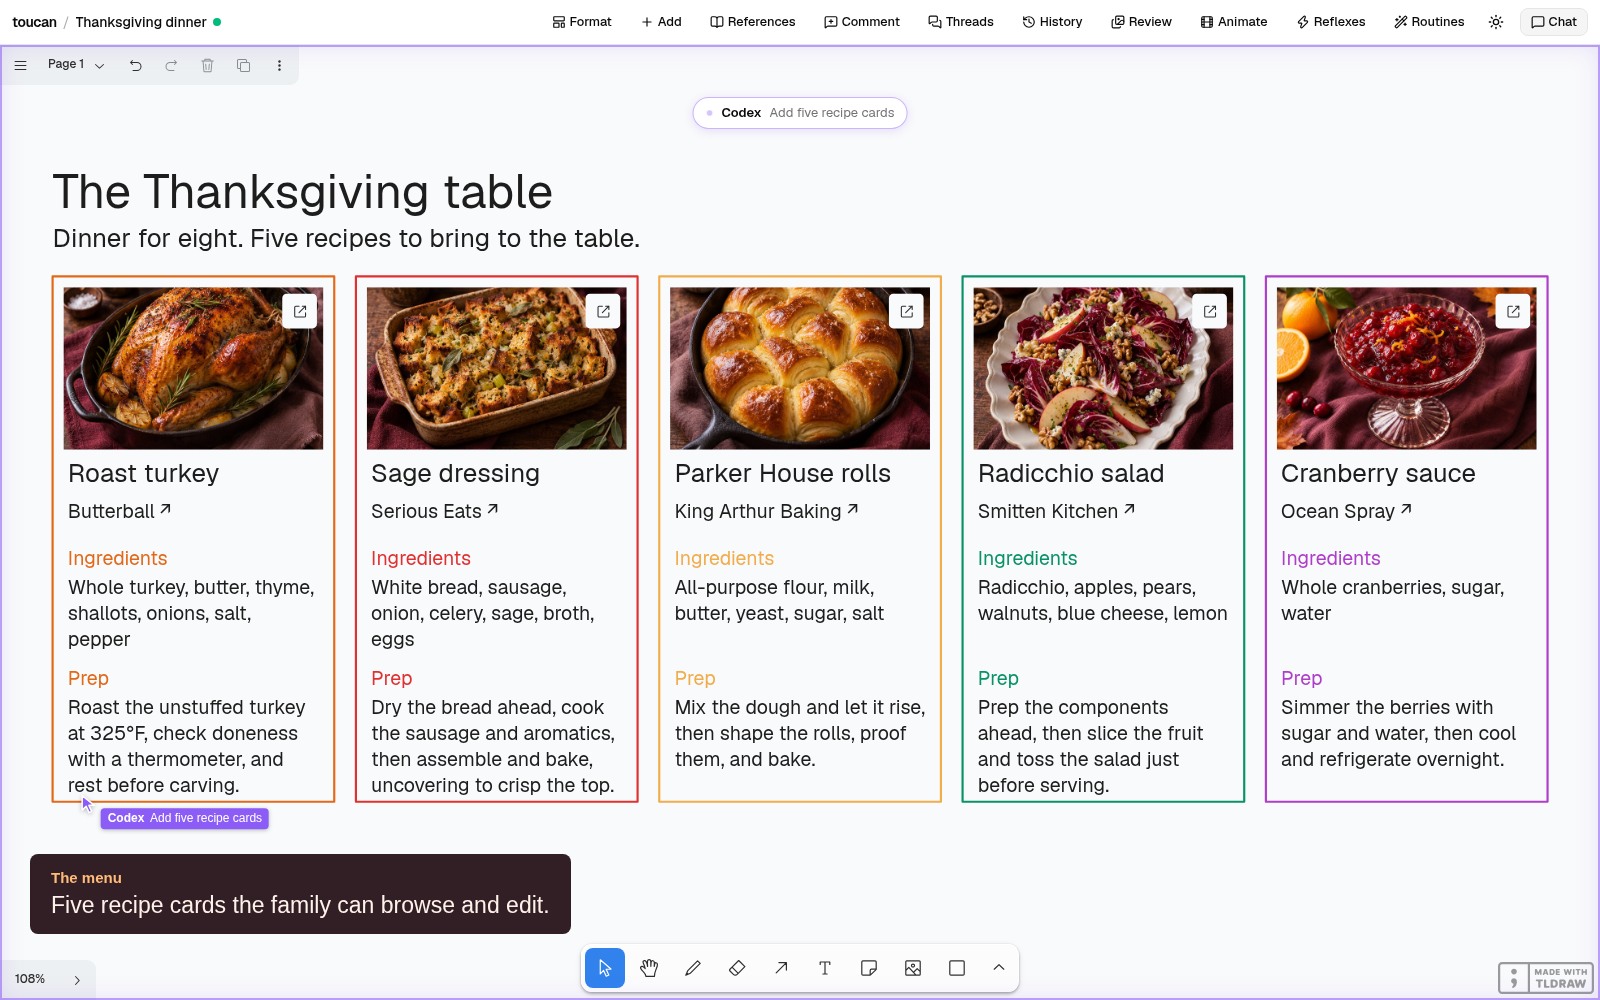 toucan / Thanksgiving dinner
Format
Add
References
Comment
Threads
History
Review
Animate
Reflexes
Routines
Chat
Page 1
Codex Add five recipe cards
The Thanksgiving table
Dinner for eight. Five recipes to bring to the table.
Roast turkey
Butterball ↗
Ingredients
Whole turkey, butter, thyme,
shallots, onions, salt,
pepper
Prep
Roast the unstuffed turkey
at 325°F, check doneness
with a thermometer, and
rest before carving.
Sage dressing
Serious Eats ↗
Ingredients
White bread, sausage,
onion, celery, sage, broth,
eggs
Prep
Dry the bread ahead, cook
the sausage and aromatics,
then assemble and bake,
uncovering to crisp the top.
Parker House rolls
King Arthur Baking ↗
Ingredients
All-purpose flour, milk,
butter, yeast, sugar, salt
Prep
Mix the dough and let it rise,
then shape the rolls, proof
them, and bake.
Radicchio salad
Smitten Kitchen ↗
Ingredients
Radicchio, apples, pears,
walnuts, blue cheese, lemon
Prep
Prep the components
ahead, then slice the fruit
and toss the salad just
before serving.
Cranberry sauce
Ocean Spray ↗
Ingredients
Whole cranberries, sugar,
water
Prep
Simmer the berries with
sugar and water, then cool
and refrigerate overnight.
Codex Add five recipe cards
The menu
Five recipe cards the family can browse and edit.
108%
MADE WITH
TLDRAW